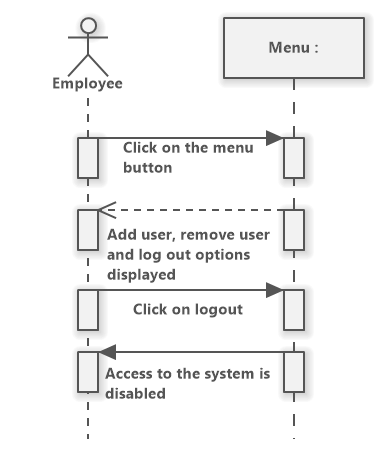 Menu :
Employee
Click on the menu
button
Add user, remove user
and log out options
displayed
Click on logout
Access to the system is
disabled